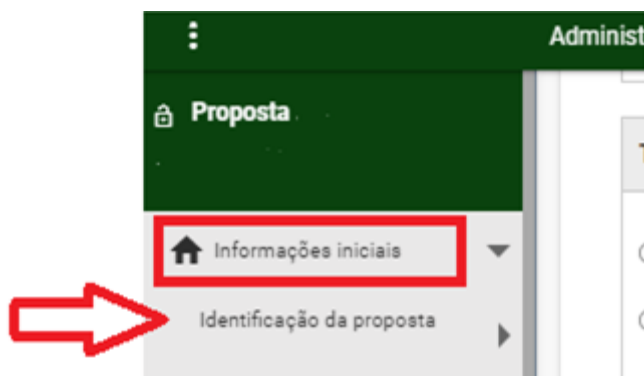 Administ
Proposta
Informações iniciais
Identificação da proposta